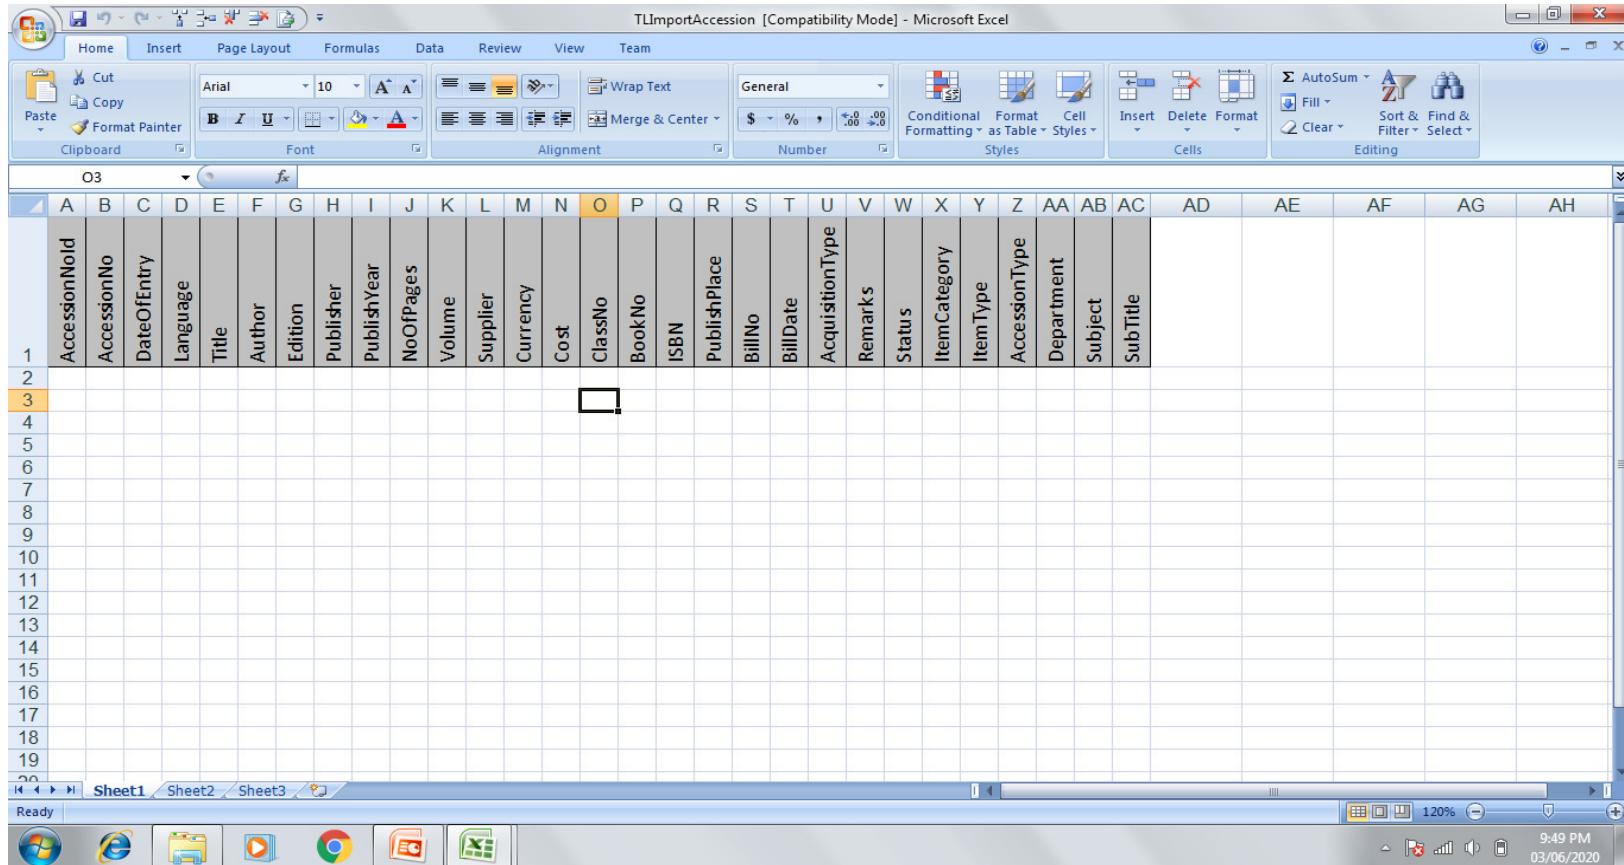 TLImportAccession [Compatibility Mode] - Microsoft Excel
Home Insert Page Layout Formulas Data Review View Team
Paste
Cut
Copy
Format Painter
Clipboard
Arial 10
B I U
Font
Wrap Text
Merge & Center
Alignment
General
$ % , .0 .00 .00 .0
Number
Conditional Formatting
Format as Table
Cell Styles
Styles
Insert Delete Format
Cells
Σ AutoSum
Fill
Clear
Sort & Filter
Find & Select
Editing
O3 fx
A B C D E F G H I J K L M N O P Q R S T U V W X Y Z AA AB AC AD AE AF AG AH
1 AccessionNoId AccessionNo DateOfEntry Language Title Author Edition Publisher PublishYear NoOfPages Volume Supplier Currency Cost ClassNo BookNo ISBN PublishPlace BillNo BillDate AcquisitionType Remarks Status ItemCategory ItemType AccessionType Department Subject SubTitle
2
3
4
5
6
7
8
9
10
11
12
13
14
15
16
17
18
19
20
Sheet1 Sheet2 Sheet3
Ready 120%
9:49 PM
03/06/2020